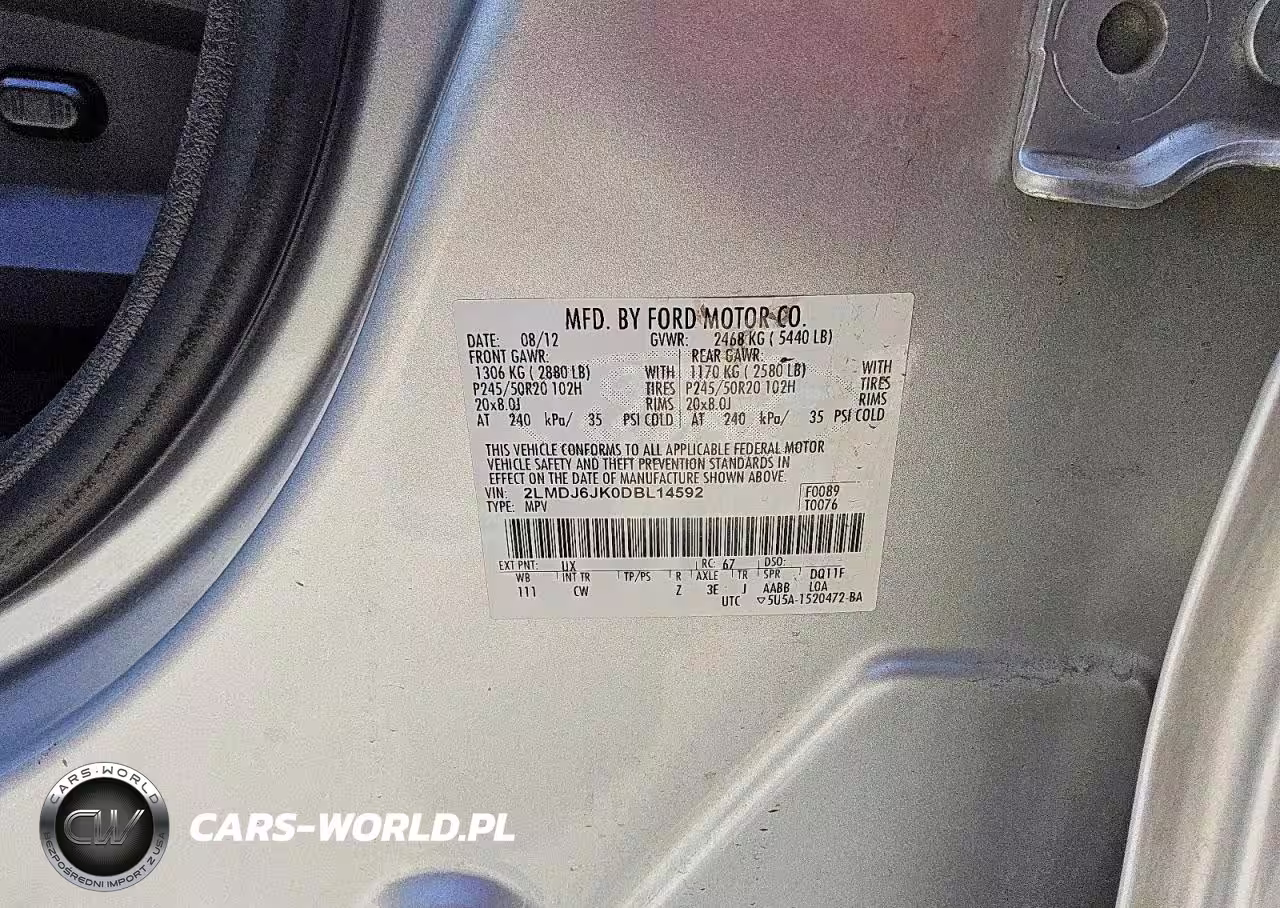 MFD. BY FORD MOTOR CO.
DATE: 08/12 GVWR: 2468 KG ( 5440 LB)
FRONT GAWR: REAR GAWR:
1306 KG ( 2880 LB) WITH 1170 KG ( 2580 LB) WITH
P245/50R20 102H TIRES P245/50R20 102H TIRES
20x8.0J RIMS 20x8.0J RIMS
AT 240 kPa/ 35 PSI COLD AT 240 kPa/ 35 PSI COLD
THIS VEHICLE CONFORMS TO ALL APPLICABLE FEDERAL MOTOR
VEHICLE SAFETY AND THEFT PREVENTION STANDARDS IN
EFFECT ON THE DATE OF MANUFACTURE SHOWN ABOVE.
VIN: 2LMDJ6JK0DBL14592 F0089
TYPE: MPV T0076
EXT PNT: UX RC: 67 DSO:
WB INT TR TP/PS R AXLE TR SPR DQ11F
111 CW Z 3E J AABB LOA
UTC ▽5U5A-1520472-BA
CARS-WORLD
CW
BEZPOŚREDNI IMPORT Z USA
CARS-WORLD.PL